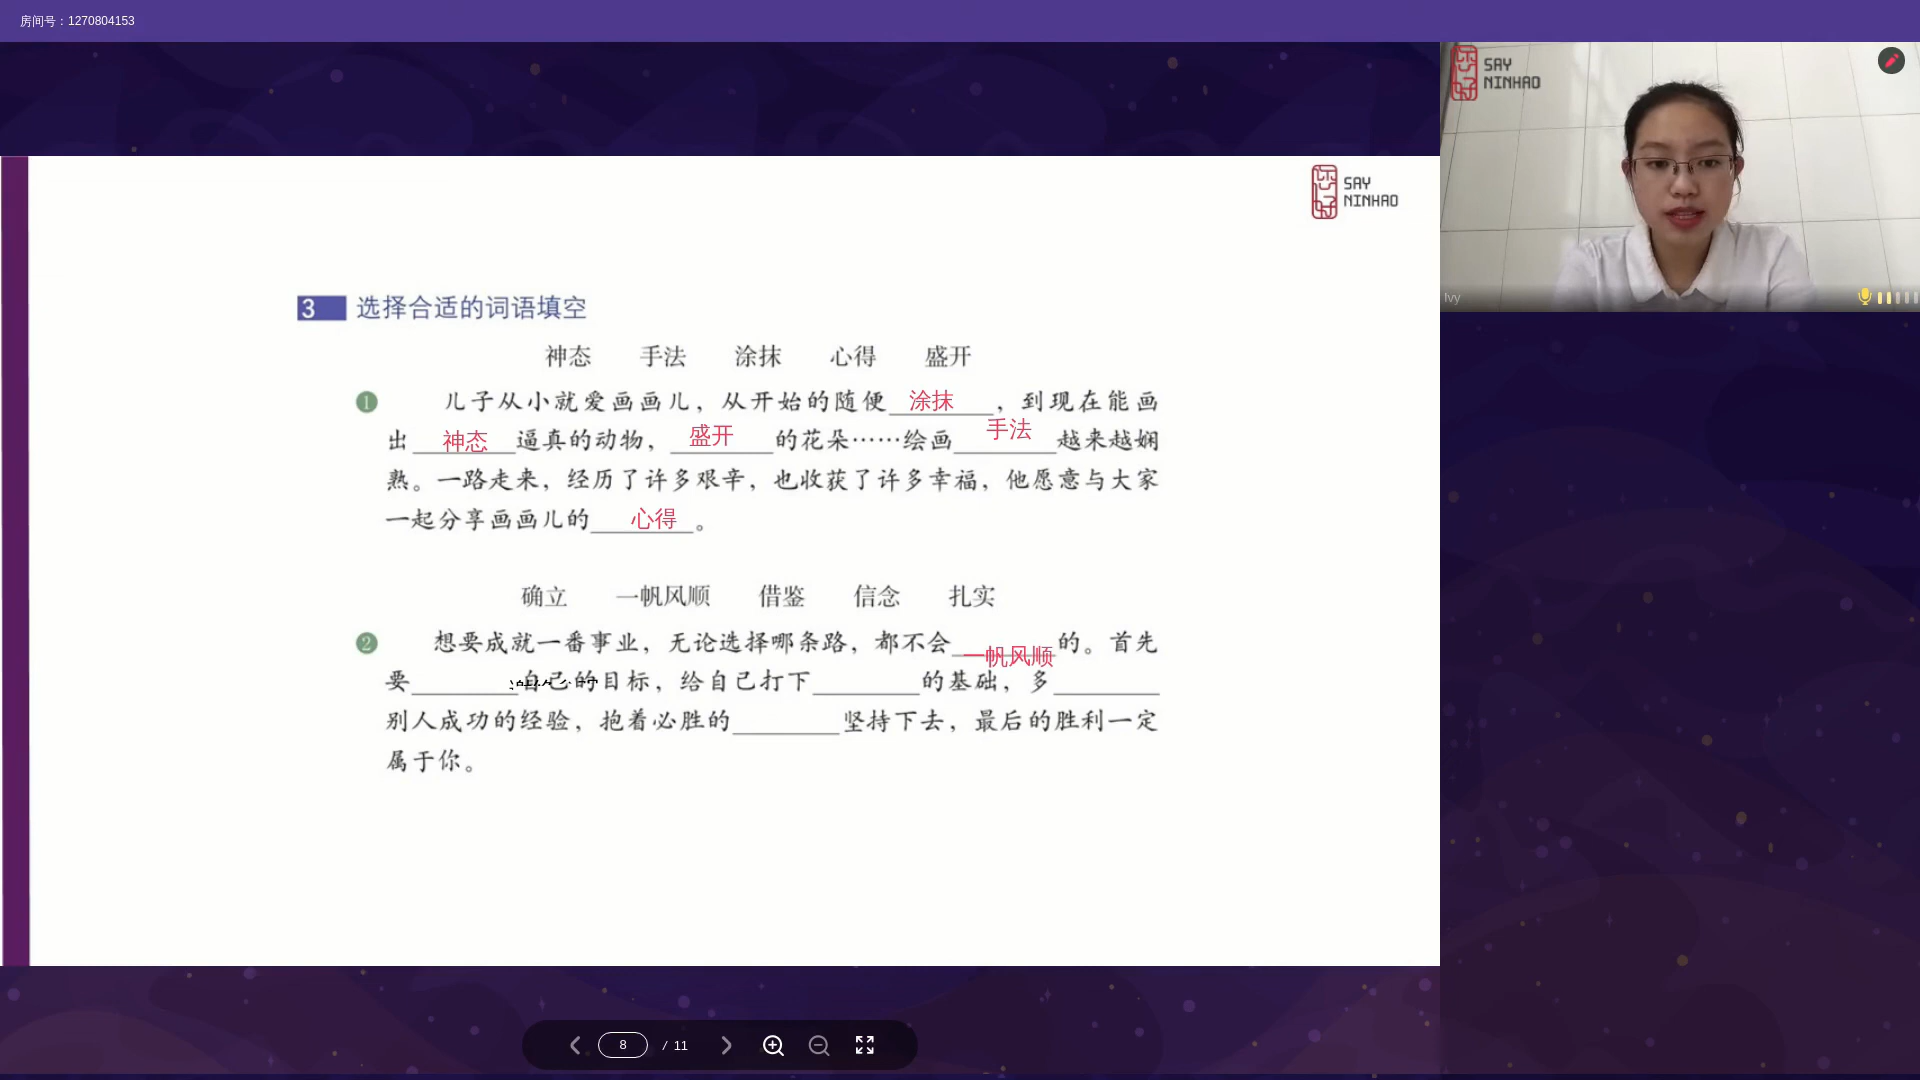 房间号：1270804153
SAY
NINHAO
SAY
NINHAO
Ivy
3 选择合适的词语填空
神态 手法 涂抹 心得 盛开
1 儿子从小就爱画画儿，从开始的随便涂抹，到现在能画
出神态逼真的动物，盛开的花朵……绘画手法越来越娴
熟。一路走来，经历了许多艰辛，也收获了许多幸福，他愿意与大家
一起分享画画儿的心得。
确立 一帆风顺 借鉴 信念 扎实
2 想要成就一番事业，无论选择哪条路，都不会一帆风顺的。首先
要______自己的目标，给自己打下______的基础，多______
别人成功的经验，抱着必胜的______坚持下去，最后的胜利一定
属于你。
8 / 11